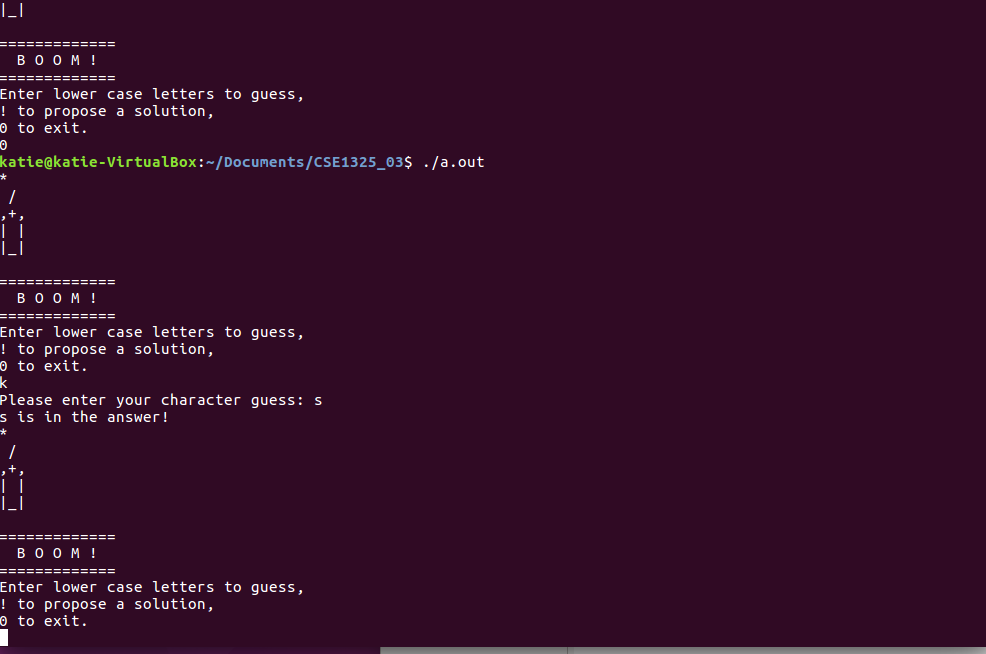 |_|
=============
  B O O M !
=============
Enter lower case letters to guess,
! to propose a solution,
0 to exit.
0
katie@katie-VirtualBox:~/Documents/CSE1325_03$ ./a.out
*
 /
,+,
| |
|_|
=============
  B O O M !
=============
Enter lower case letters to guess,
! to propose a solution,
0 to exit.
k
Please enter your character guess: s
s is in the answer!
*
 /
,+,
| |
|_|
=============
  B O O M !
=============
Enter lower case letters to guess,
! to propose a solution,
0 to exit.